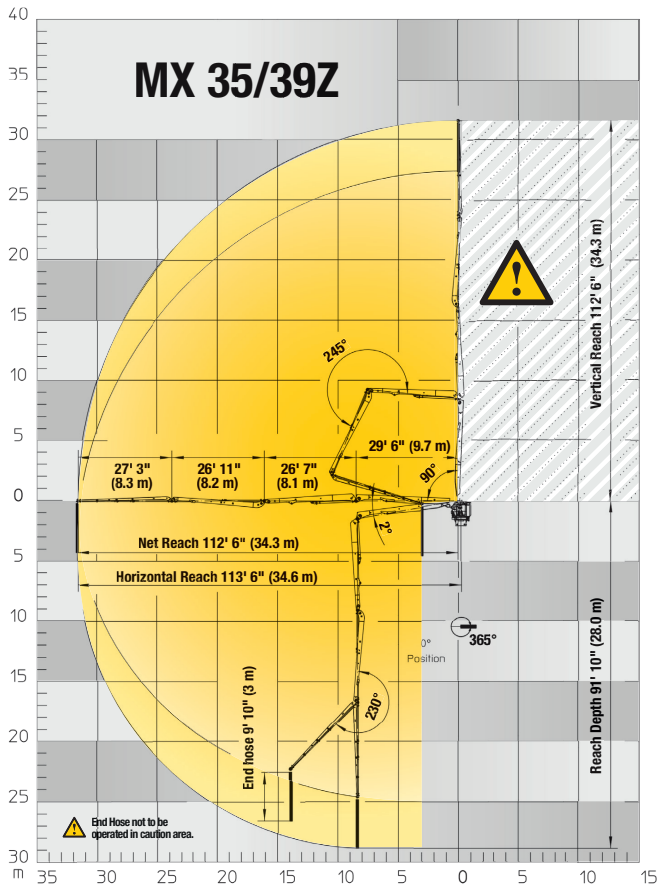 40
35
30
25
20
15
10
5
0
5
10
15
20
25
30
m
MX 35/39Z
Vertical Reach 112' 6" (34.3 m)
245°
29' 6" (9.7 m)
90°
27' 3"
(8.3 m)
26' 11"
(8.2 m)
26' 7"
(8.1 m)
2°
Net Reach 112' 6" (34.3 m)
Horizontal Reach 113' 6" (34.6 m)
365°
0°
Position
Reach Depth 91' 10" (28.0 m)
230°
End hose 9' 10" (3 m)
End Hose not to be
operated in caution area.
35 30 25 20 15 10 5 0 5 10 15